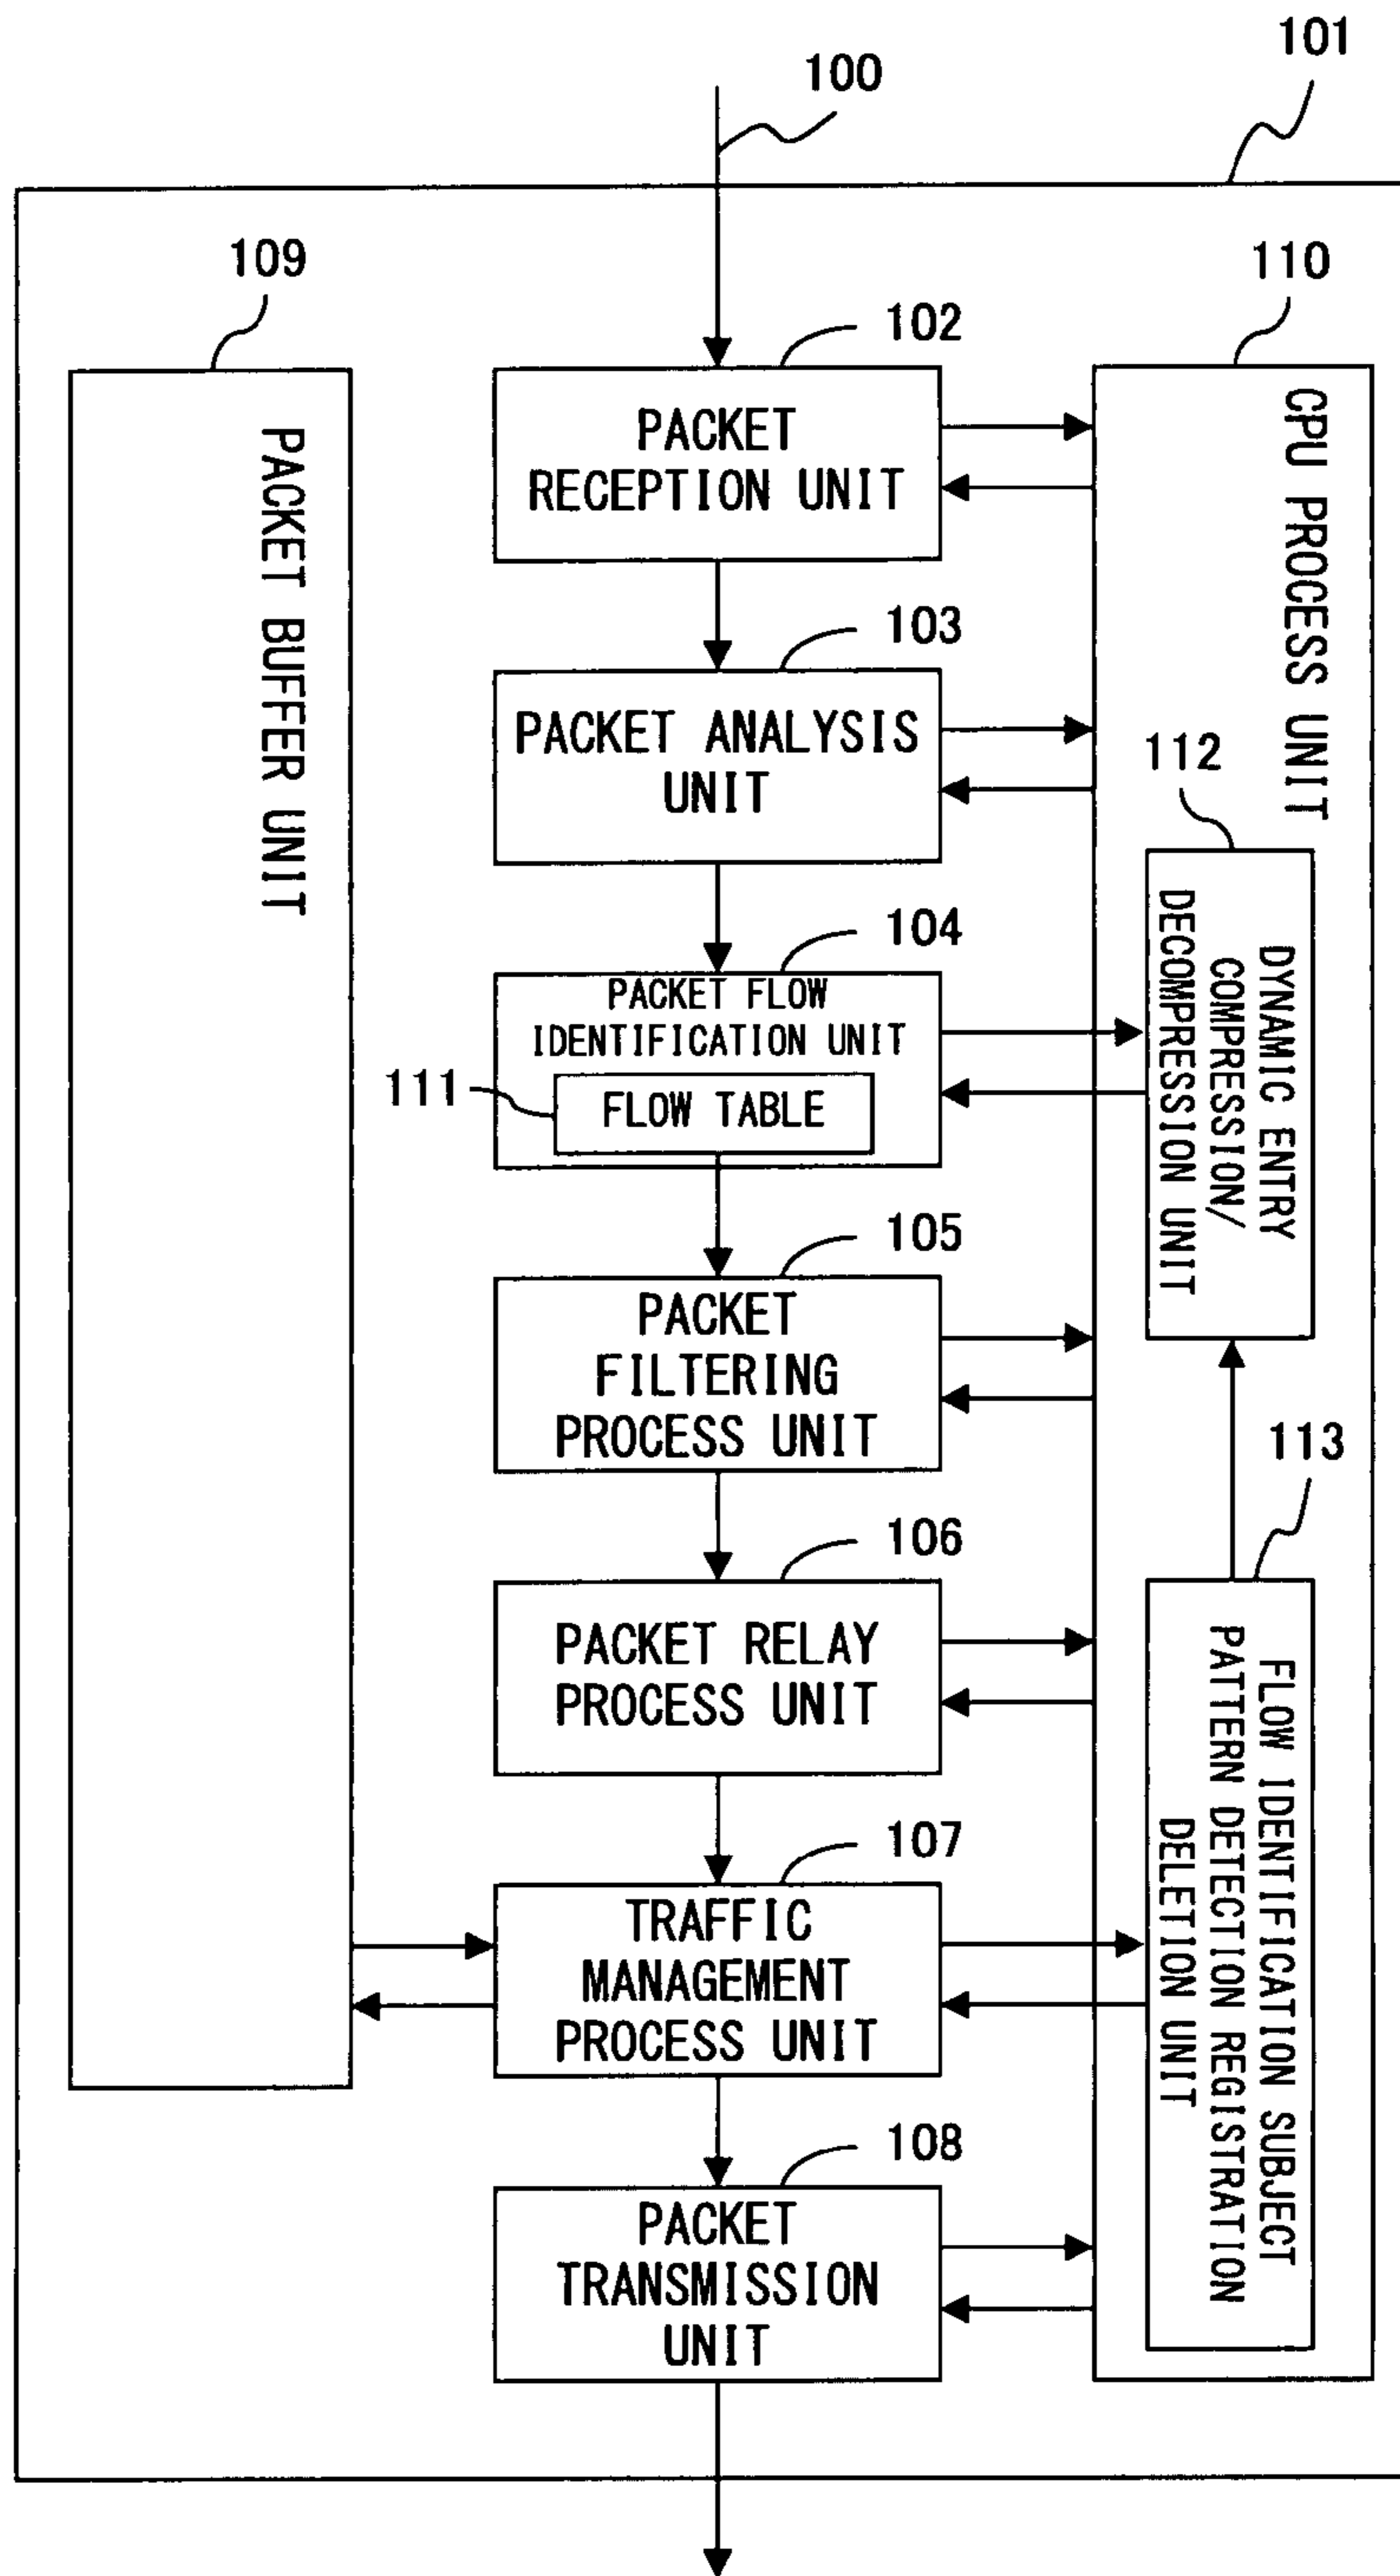 101
100
109
110
102
PACKET
RECEPTION UNIT
CPU PROCESS UNIT
PACKET BUFFER UNIT
103
PACKET ANALYSIS
UNIT
112
DYNAMIC ENTRY
COMPRESSION/
DECOMPRESSION UNIT
104
PACKET FLOW
IDENTIFICATION UNIT
111
FLOW TABLE
105
PACKET
FILTERING
PROCESS UNIT
113
FLOW IDENTIFICATION SUBJECT
PATTERN DETECTION REGISTRATION
DELETION UNIT
106
PACKET RELAY
PROCESS UNIT
107
TRAFFIC
MANAGEMENT
PROCESS UNIT
108
PACKET
TRANSMISSION
UNIT